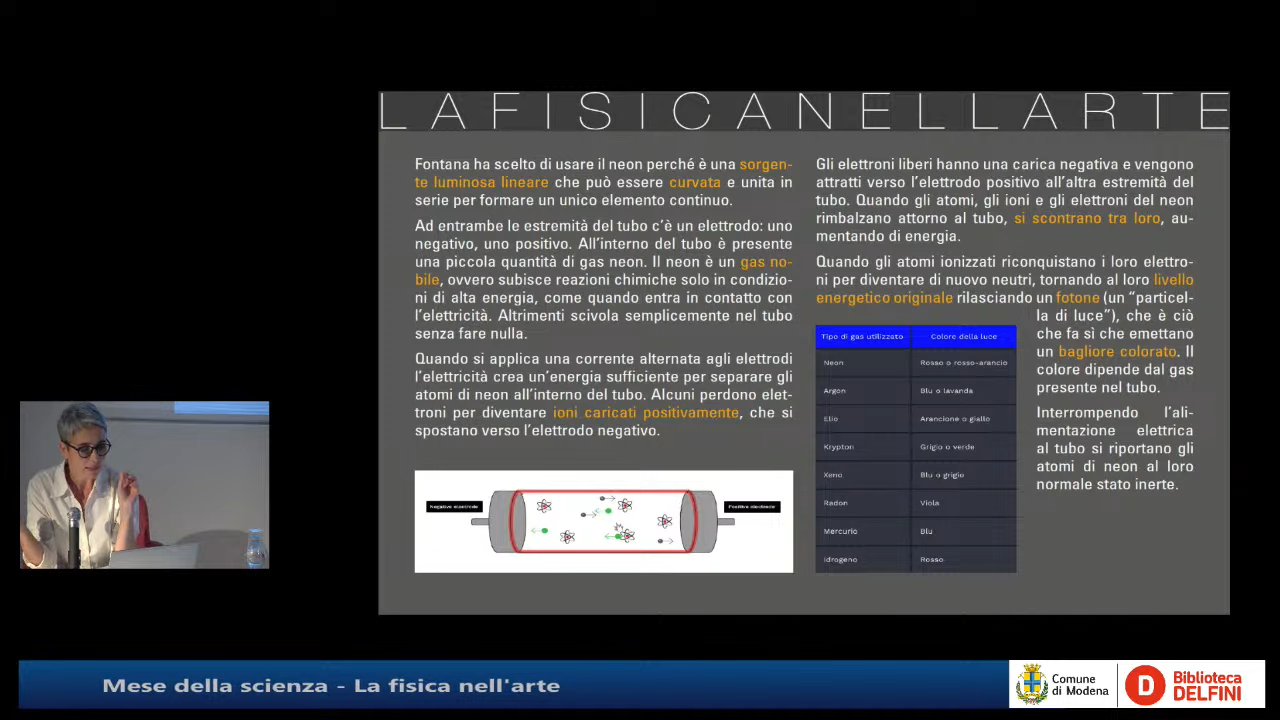 LAFISICANELLARTE
Fontana ha scelto di usare il neon perché è una sorgen-
te luminosa lineare che può essere curvata e unita in
serie per formare un unico elemento continuo.
Ad entrambe le estremità del tubo c'è un elettrodo: uno
negativo, uno positivo. All'interno del tubo è presente
una piccola quantità di gas neon. Il neon è un gas no-
bile, ovvero subisce reazioni chimiche solo in condizio-
ni di alta energia, come quando entra in contatto con
l'elettricità. Altrimenti scivola semplicemente nel tubo
senza fare nulla.
Quando si applica una corrente alternata agli elettrodi
l'elettricità crea un'energia sufficiente per separare gli
atomi di neon all'interno del tubo. Alcuni perdono elet-
troni per diventare ioni caricati positivamente, che si
spostano verso l'elettrodo negativo.
Negative electrode
Positive electrode
Gli elettroni liberi hanno una carica negativa e vengono
attratti verso l'elettrodo positivo all'altra estremità del
tubo. Quando gli atomi, gli ioni e gli elettroni del neon
rimbalzano attorno al tubo, si scontrano tra loro, au-
mentando di energia.
Quando gli atomi ionizzati riconquistano i loro elettro-
ni per diventare di nuovo neutri, tornando al loro livello
energetico originale rilasciando un fotone (un "particel-
la di luce"), che è ciò
che fa sì che emettano
un bagliore colorato. Il
colore dipende dal gas
presente nel tubo.
Interrompendo l'ali-
mentazione elettrica
al tubo si riportano gli
atomi di neon al loro
normale stato inerte.
Tipo di gas utilizzato Colore della luce
Neon Rosso o rosso-arancio
Argon Blu o lavanda
Elio Arancione o giallo
Krypton Grigio o verde
Xeno Blu o grigio
Radon Viola
Mercurio Blu
Idrogeno Rosso
Mese della scienza - La fisica nell'arte
Comune
di Modena
D
Biblioteca
DELFINI